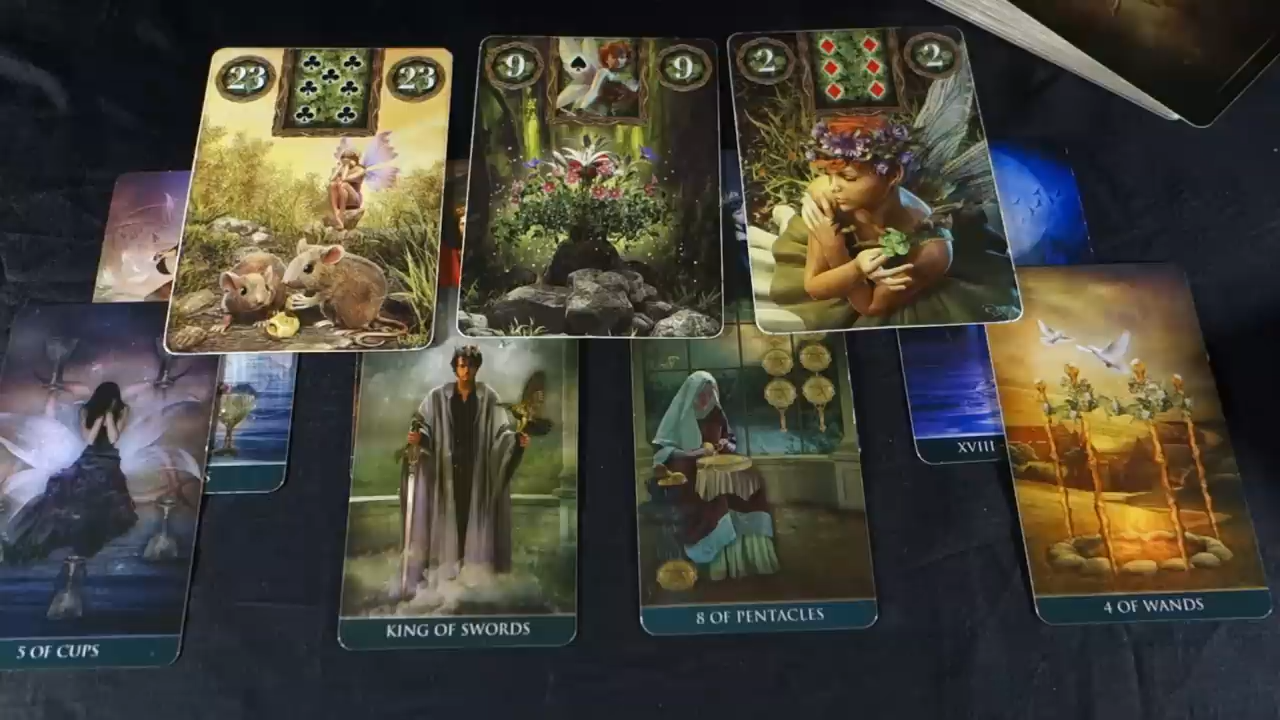 23 23
9 9
2 2
XVIII
5 OF CUPS
KING OF SWORDS
8 OF PENTACLES
4 OF WANDS